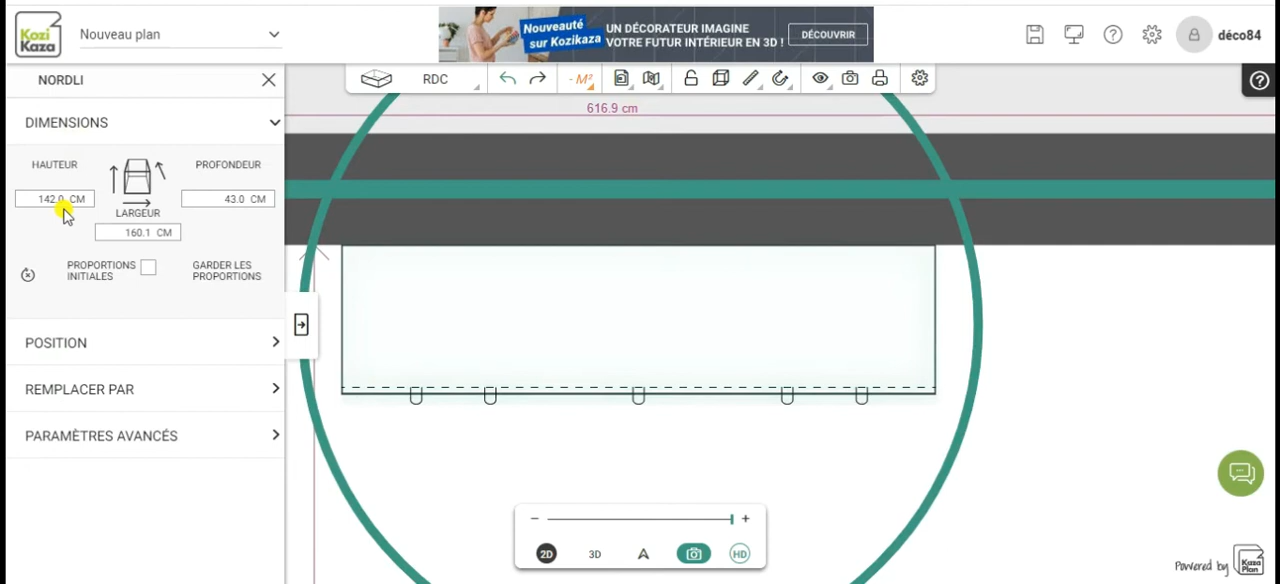 Kozi
Kaza
Nouveau plan
Nouveauté
sur Kozikaza
UN DÉCORATEUR IMAGINE
VOTRE FUTUR INTÉRIEUR EN 3D !
DÉCOUVRIR
déco84
NORDLI
RDC
- M²
616.9 cm
DIMENSIONS
HAUTEUR
PROFONDEUR
142.0 CM
43.0 CM
LARGEUR
160.1 CM
PROPORTIONS
INITIALES
GARDER LES
PROPORTIONS
POSITION
REMPLACER PAR
PARAMÈTRES AVANCÉS
2D
3D
HD
Powered by
Kaza
Plan